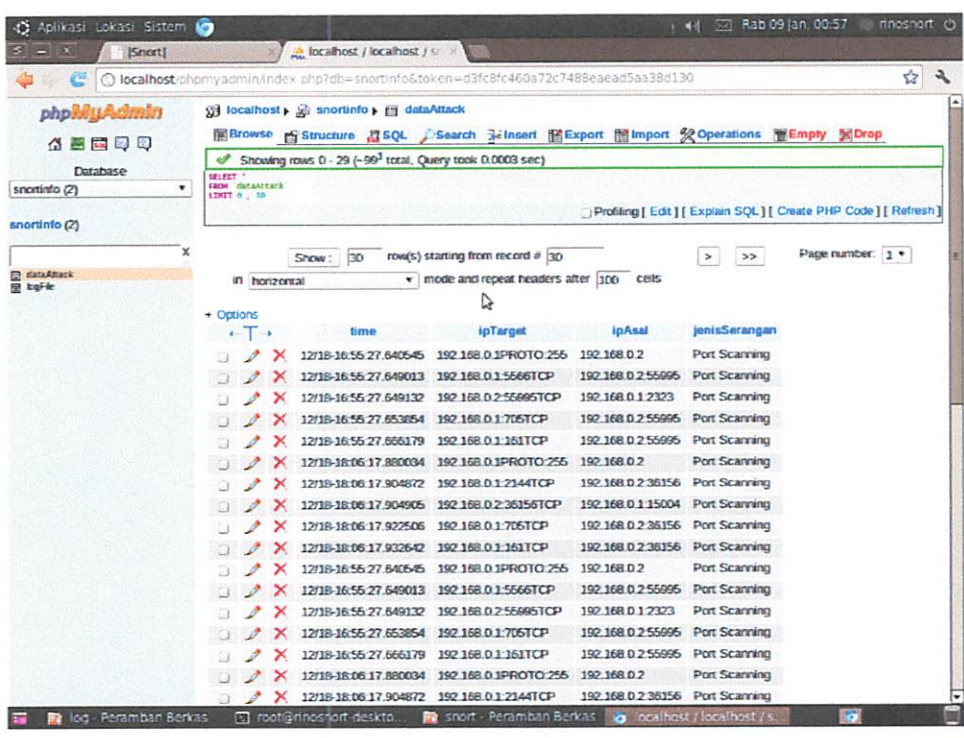 Aplikasi Lokasi Sistem Rab 09 Jan, 00:57 rinosnort
|Snort| localhost / localhost / sn
localhost/phpmyadmin/index.php?db=snortinfo&token=d3fc8fc460a72c7488eaead5aa38d130
phpMyAdmin
localhost snortinfo dataAttack
Browse Structure SQL Search Insert Export Import Operations Empty Drop
Showing rows 0 - 29 (~99¹ total, Query took 0.0003 sec)
Database
snortinfo (2)
SELECT *
FROM `dataAttack`
LIMIT 0 , 30
Profiling [ Edit ] [ Explain SQL ] [ Create PHP Code ] [ Refresh ]
snortinfo (2)
X
dataAttack
logFile
Show : 30 row(s) starting from record # 30 > >> Page number: 1
in horizontal mode and repeat headers after 100 cells
+ Options
←T→ time ipTarget ipAsal jenisSerangan
12/18-16:55:27.640545 192.168.0.1PROTO:255 192.168.0.2 Port Scanning
12/18-16:55:27.649013 192.168.0.1:5566TCP 192.168.0.2:55995 Port Scanning
12/18-16:55:27.649132 192.168.0.2:55995TCP 192.168.0.1:2323 Port Scanning
12/18-16:55:27.653854 192.168.0.1:705TCP 192.168.0.2:55995 Port Scanning
12/18-16:55:27.666179 192.168.0.1:161TCP 192.168.0.2:55995 Port Scanning
12/18-18:06:17.880034 192.168.0.1PROTO:255 192.168.0.2 Port Scanning
12/18-18:06:17.904872 192.168.0.1:2144TCP 192.168.0.2:36156 Port Scanning
12/18-18:06:17.904905 192.168.0.2:36156TCP 192.168.0.1:15004 Port Scanning
12/18-18:06:17.922506 192.168.0.1:705TCP 192.168.0.2:36156 Port Scanning
12/18-18:06:17.932642 192.168.0.1:161TCP 192.168.0.2:36156 Port Scanning
12/18-16:55:27.640545 192.168.0.1PROTO:255 192.168.0.2 Port Scanning
12/18-16:55:27.649013 192.168.0.1:5566TCP 192.168.0.2:55995 Port Scanning
12/18-16:55:27.649132 192.168.0.2:55995TCP 192.168.0.1:2323 Port Scanning
12/18-16:55:27.653854 192.168.0.1:705TCP 192.168.0.2:55995 Port Scanning
12/18-16:55:27.666179 192.168.0.1:161TCP 192.168.0.2:55995 Port Scanning
12/18-18:06:17.880034 192.168.0.1PROTO:255 192.168.0.2 Port Scanning
12/18-18:06:17.904872 192.168.0.1:2144TCP 192.168.0.2:36156 Port Scanning
log - Peramban Berkas root@rinosnort-deskto... snort - Peramban Berkas localhost / localhost / s...